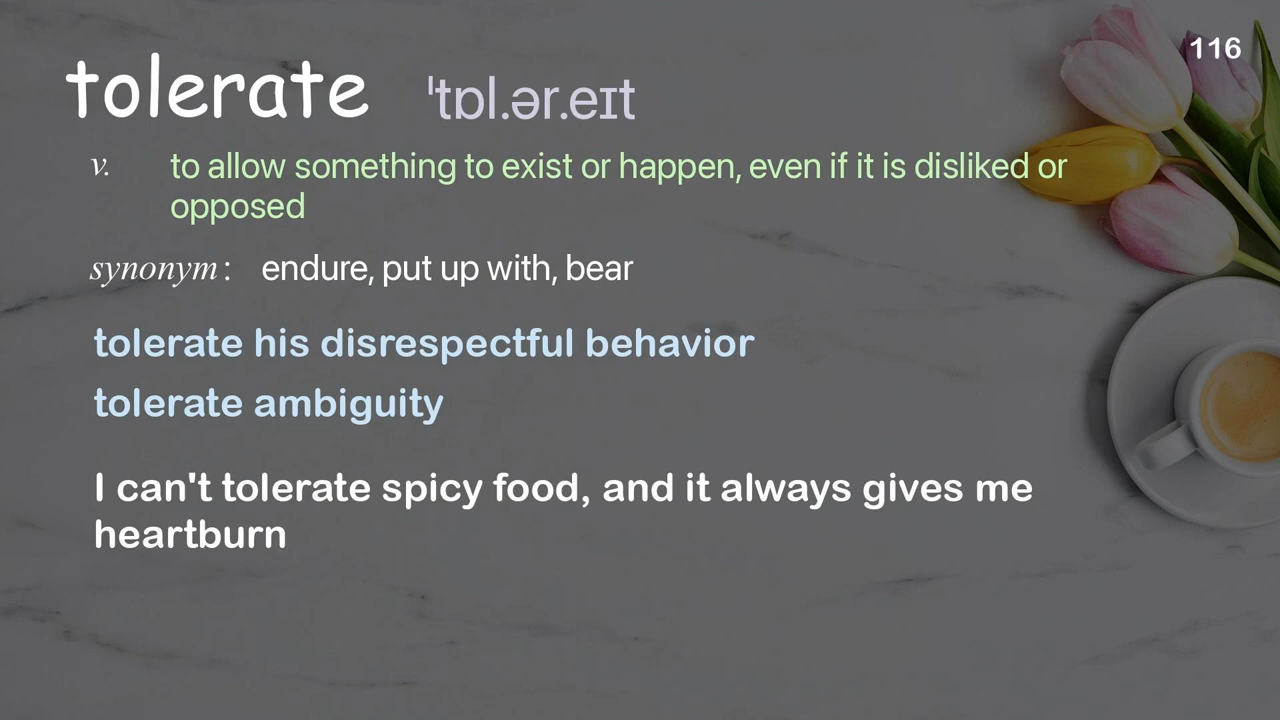 116
tolerate ˈtɒl.ər.eɪt
v. to allow something to exist or happen, even if it is disliked or
opposed
synonym: endure, put up with, bear
tolerate his disrespectful behavior
tolerate ambiguity
I can't tolerate spicy food, and it always gives me
heartburn